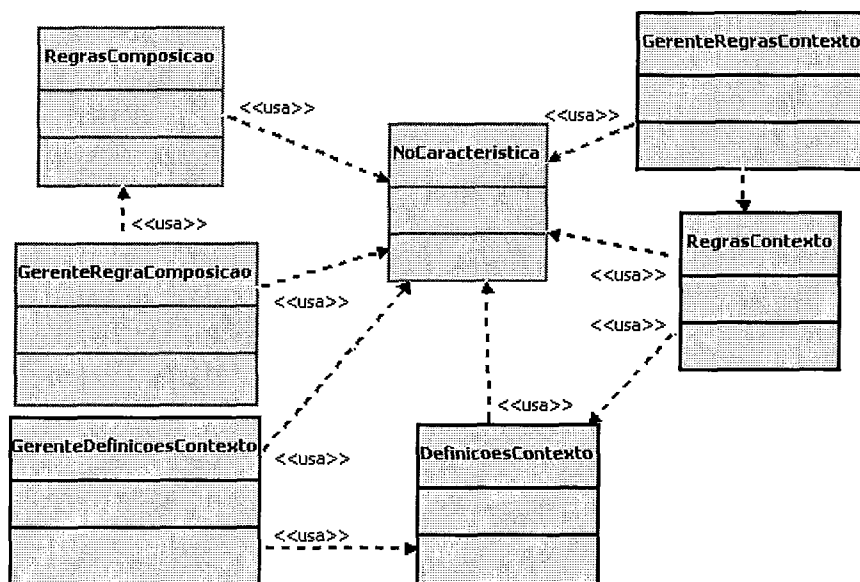 GerenteRegrasContexto
RegrasComposicao
<<usa>>
<<usa>>
NoCaracteristica
<<usa>>
RegrasContexto
GerenteRegraComposicao
<<usa>>
<<usa>>
<<usa>>
<<usa>>
GerenteDefinicoesContexto
DefinicoesContexto
<<usa>>
<<usa>>